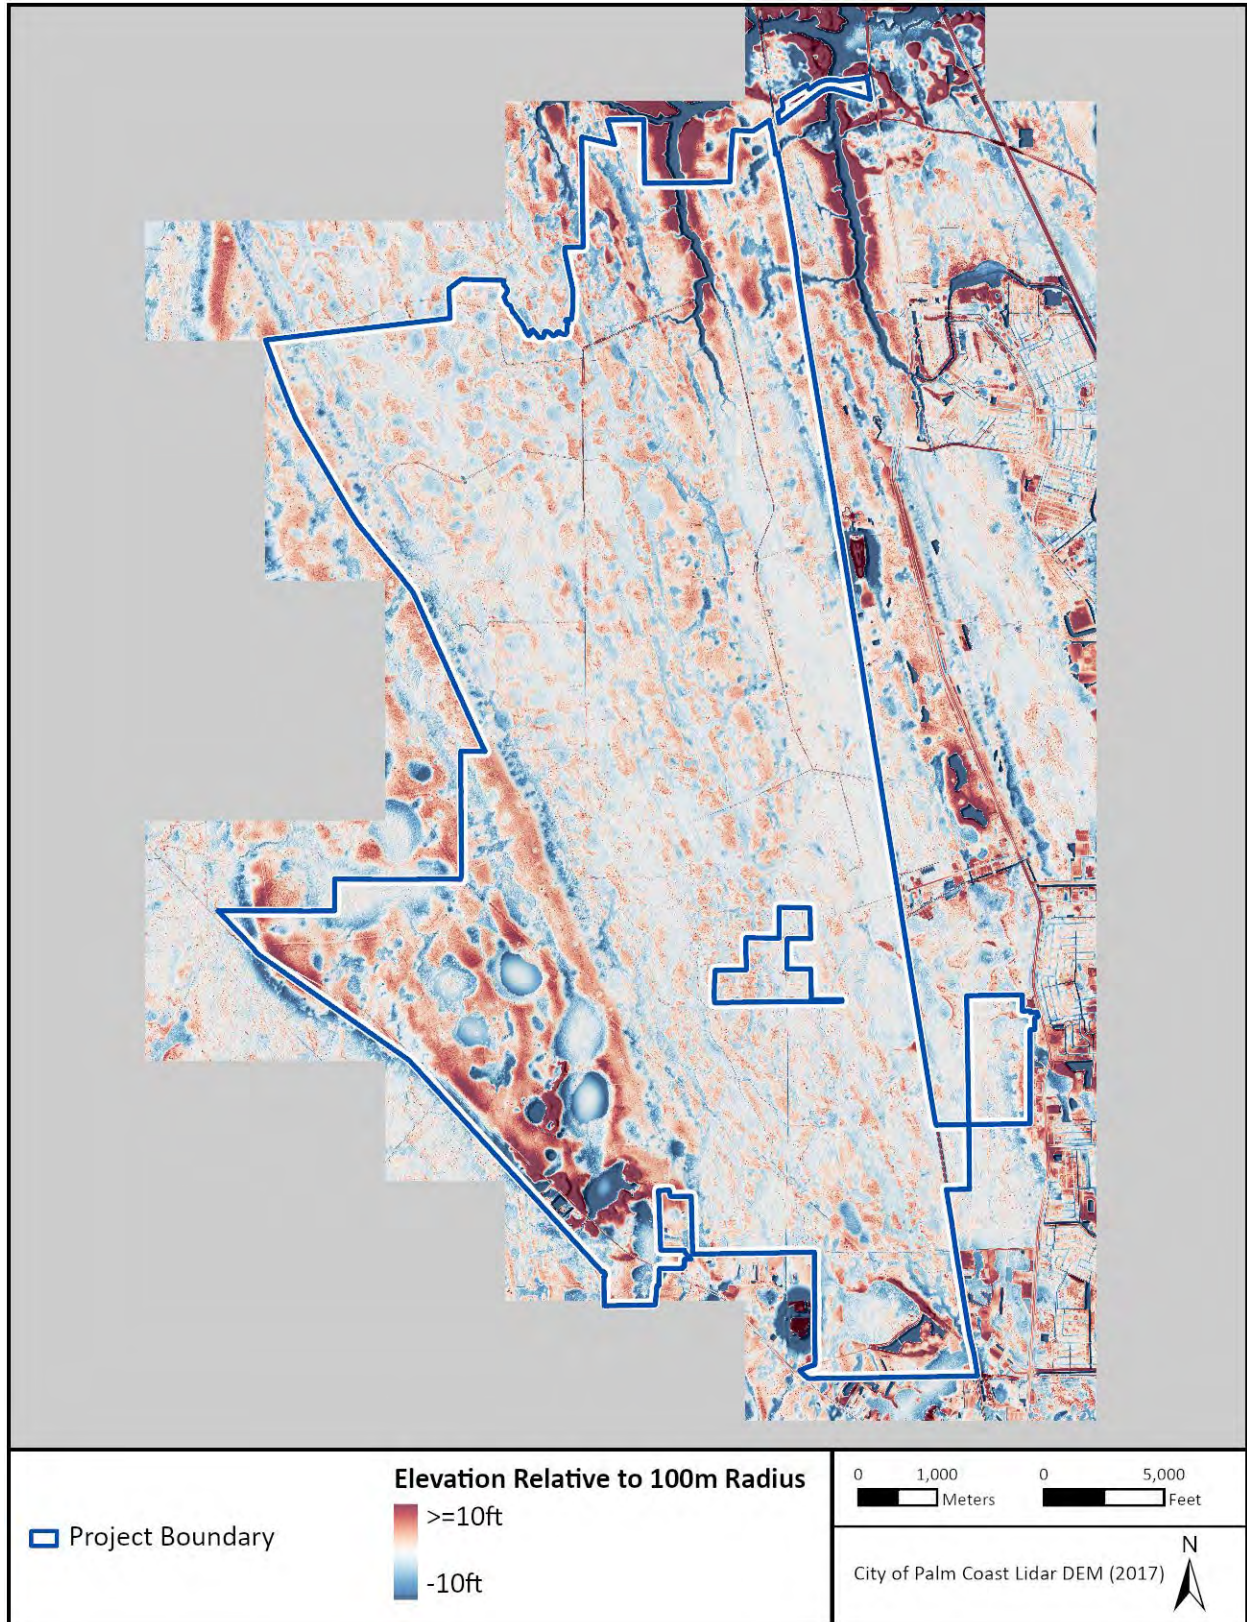 Project Boundary
Elevation Relative to 100m Radius
>=10ft
-10ft
0 1,000
Meters
0 5,000
Feet
City of Palm Coast Lidar DEM (2017)
N